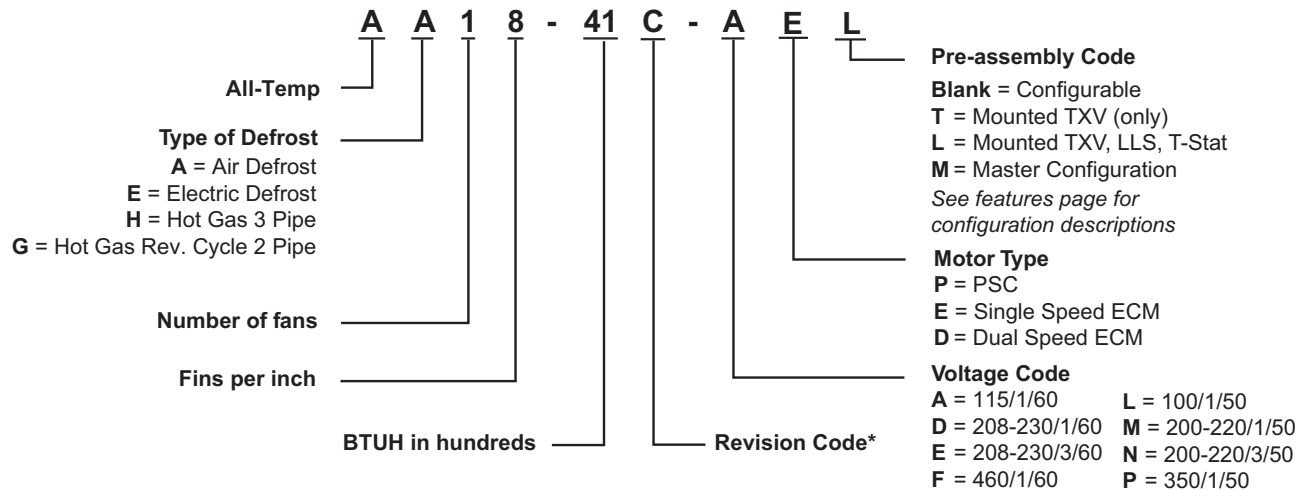 A A 1 8 - 41 C - A E L
All-Temp
Type of Defrost
A = Air Defrost
E = Electric Defrost
H = Hot Gas 3 Pipe
G = Hot Gas Rev. Cycle 2 Pipe
Number of fans
Fins per inch
BTUH in hundreds
Revision Code*
Pre-assembly Code
Blank = Configurable
T = Mounted TXV (only)
L = Mounted TXV, LLS, T-Stat
M = Master Configuration
See features page for
configuration descriptions
Motor Type
P = PSC
E = Single Speed ECM
D = Dual Speed ECM
Voltage Code
A = 115/1/60 L = 100/1/50
D = 208-230/1/60 M = 200-220/1/50
E = 208-230/3/60 N = 200-220/3/50
F = 460/1/60 P = 350/1/50